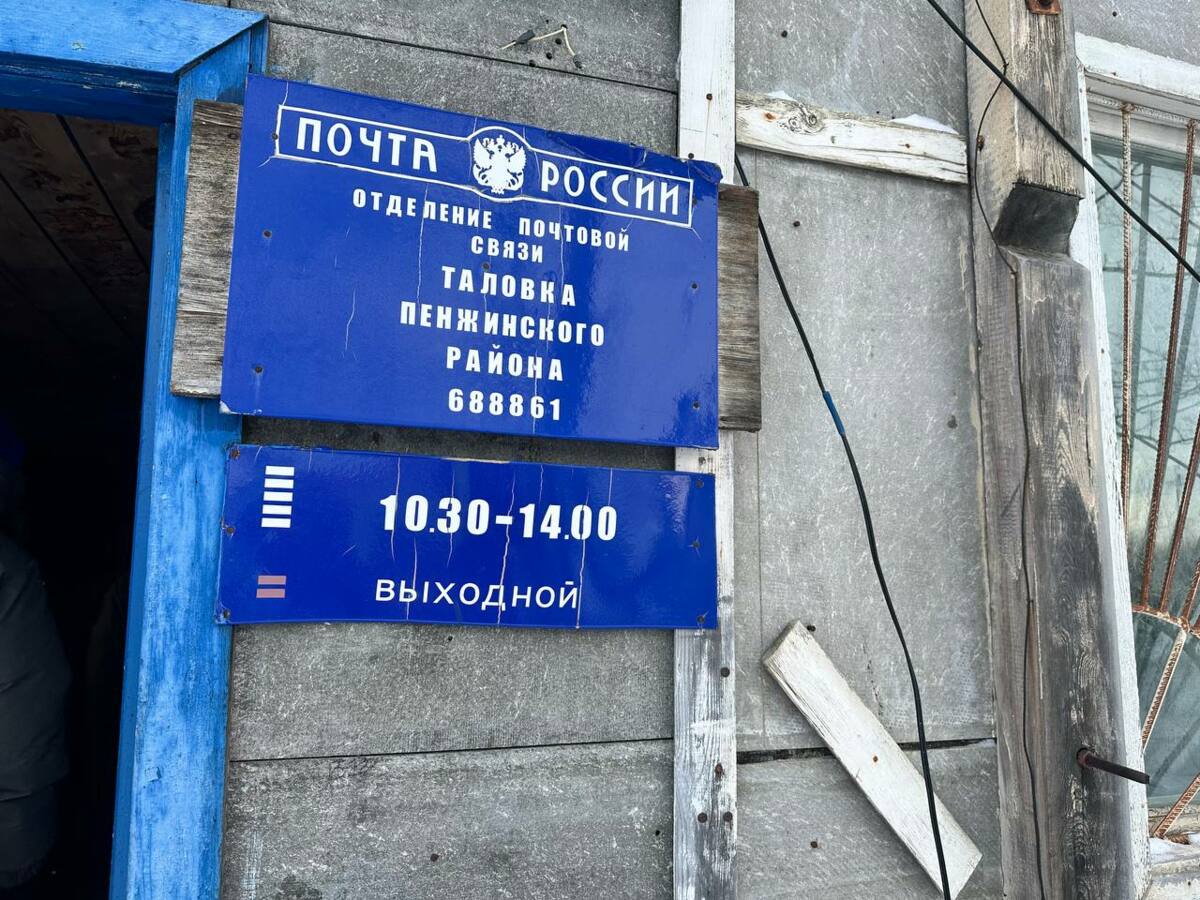 ПОЧТА РОССИИ
ОТДЕЛЕНИЕ ПОЧТОВОЙ
СВЯЗИ
ТАЛОВКА
ПЕНЖИНСКОГО
РАЙОНА
688861
10.30-14.00
ВЫХОДНОЙ